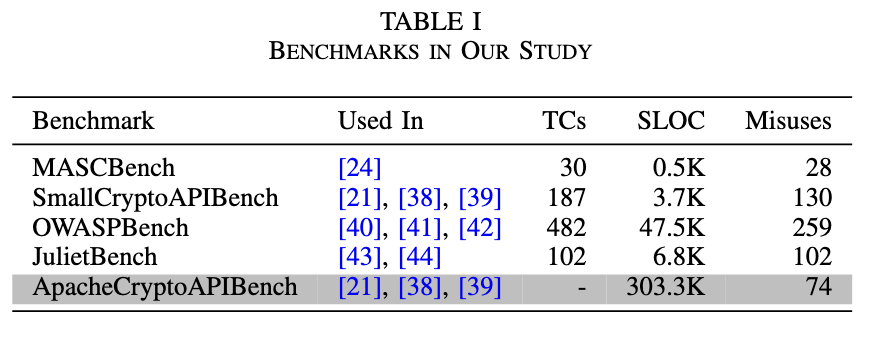 TABLE I
BENCHMARKS IN OUR STUDY
Benchmark Used In TCs SLOC Misuses
MASCBench [24] 30 0.5K 28
SmallCryptoAPIBench [21], [38], [39] 187 3.7K 130
OWASPBench [40], [41], [42] 482 47.5K 259
JulietBench [43], [44] 102 6.8K 102
ApacheCryptoAPIBench [21], [38], [39] - 303.3K 74